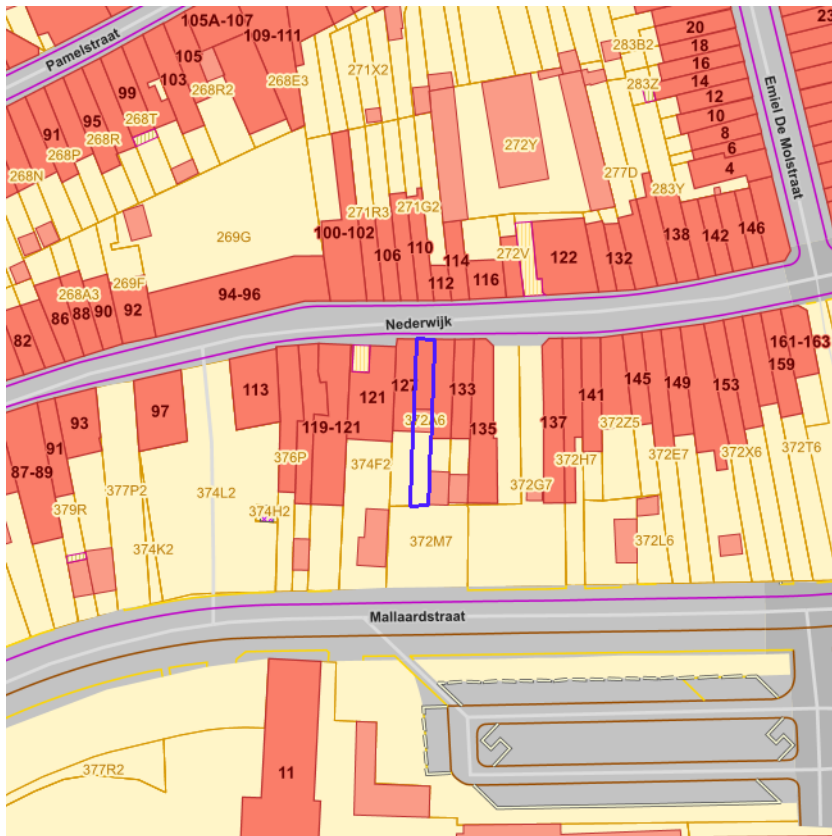 105A-107
109-111
20
23
Pamelstraat
105
283B2
18
271X2
16
99
103
268R2
268E3
283Z
14
Emiel De Molstraat
95
268T
12
91
268R
10
268P
272Y
8
268N
277D
6
4
283Y
271R3
271G2
100-102
269G
106
110
114
272V
122
132
138
142
146
268A3
269F
94-96
112
116
86
88
90
92
82
Nederwijk
161-163
159
113
121
127
133
141
145
149
153
97
93
119-121
372A6
135
137
372Z5
91
376P
374F2
372H7
372E7
372X6
372T6
87-89
377P2
374L2
372G7
379R
374H2
374K2
372M7
372L6
Mallaardstraat
377R2
11